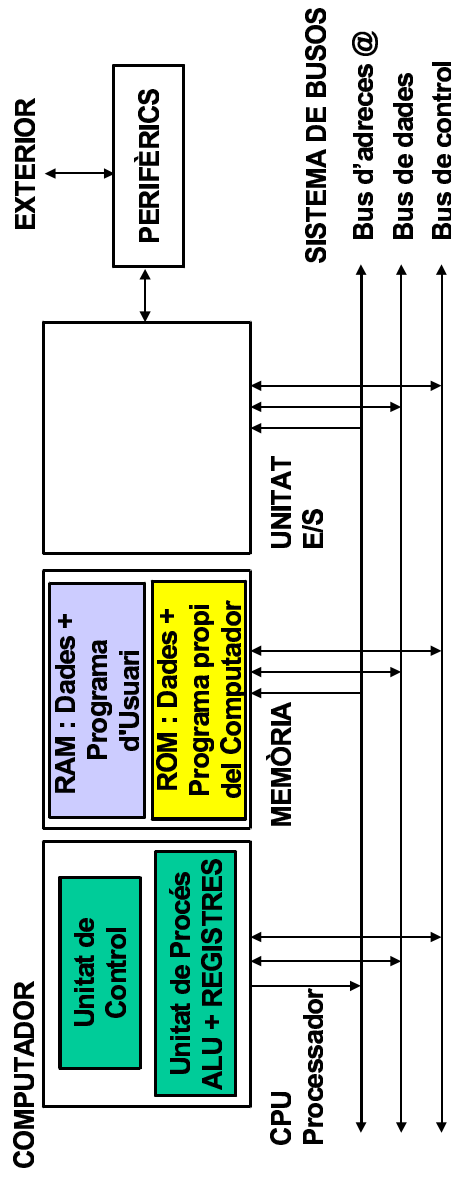 COMPUTADOR
EXTERIOR
Unitat de
Control
Unitat de Procés
ALU + REGISTRES
RAM : Dades +
Programa
d'Usuari
ROM : Dades +
Programa propi
del Computador
PERIFÈRICS
CPU
Processador
MEMÒRIA
UNITAT
E/S
SISTEMA DE BUSOS
Bus d’adreces @
Bus de dades
Bus de control